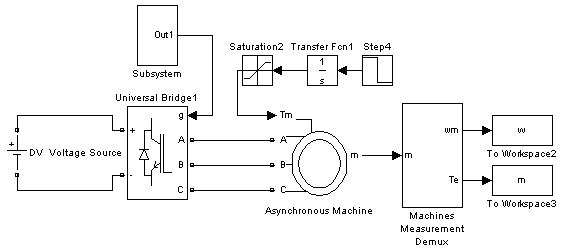 Out1
Subsystem
Saturation2
Transfer Fcn1
Step4
1
s
Universal Bridge1
g
Tm
+
A
A
wm
w
To Workspace2
+
DV Voltage Source
B
B
m
m
-
C
C
Te
m
To Workspace3
Asynchronous Machine
Machines
Measurement
Demux